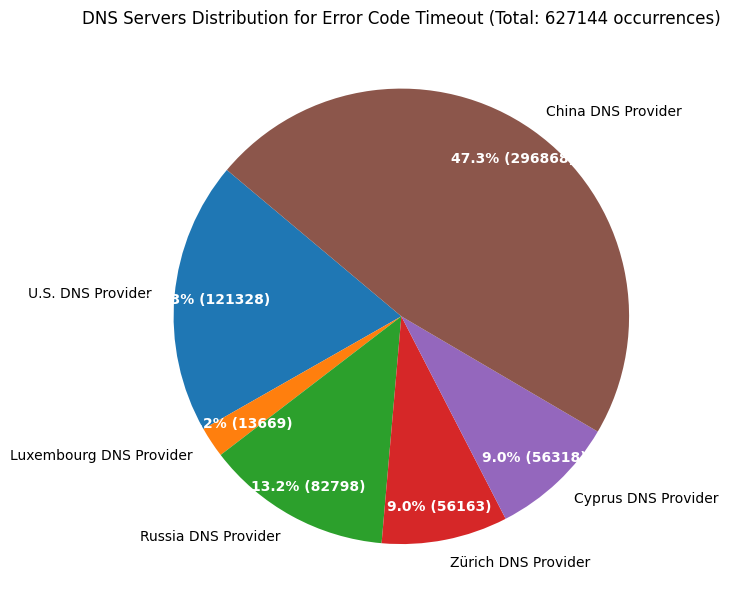 DNS Servers Distribution for Error Code Timeout (Total: 627144 occurrences)
China DNS Provider
47.3% (296868)
U.S. DNS Provider
3% (121328)
Luxembourg DNS Provider
2% (13669)
Russia DNS Provider
13.2% (82798)
Zürich DNS Provider
9.0% (56163)
Cyprus DNS Provider
9.0% (56318)